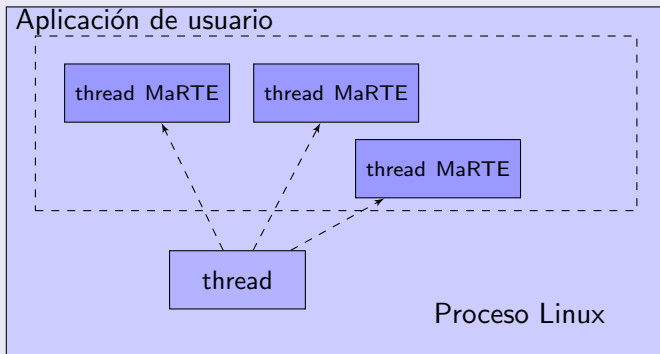 Aplicación de usuario
thread MaRTE
thread MaRTE
thread MaRTE
thread
Proceso Linux